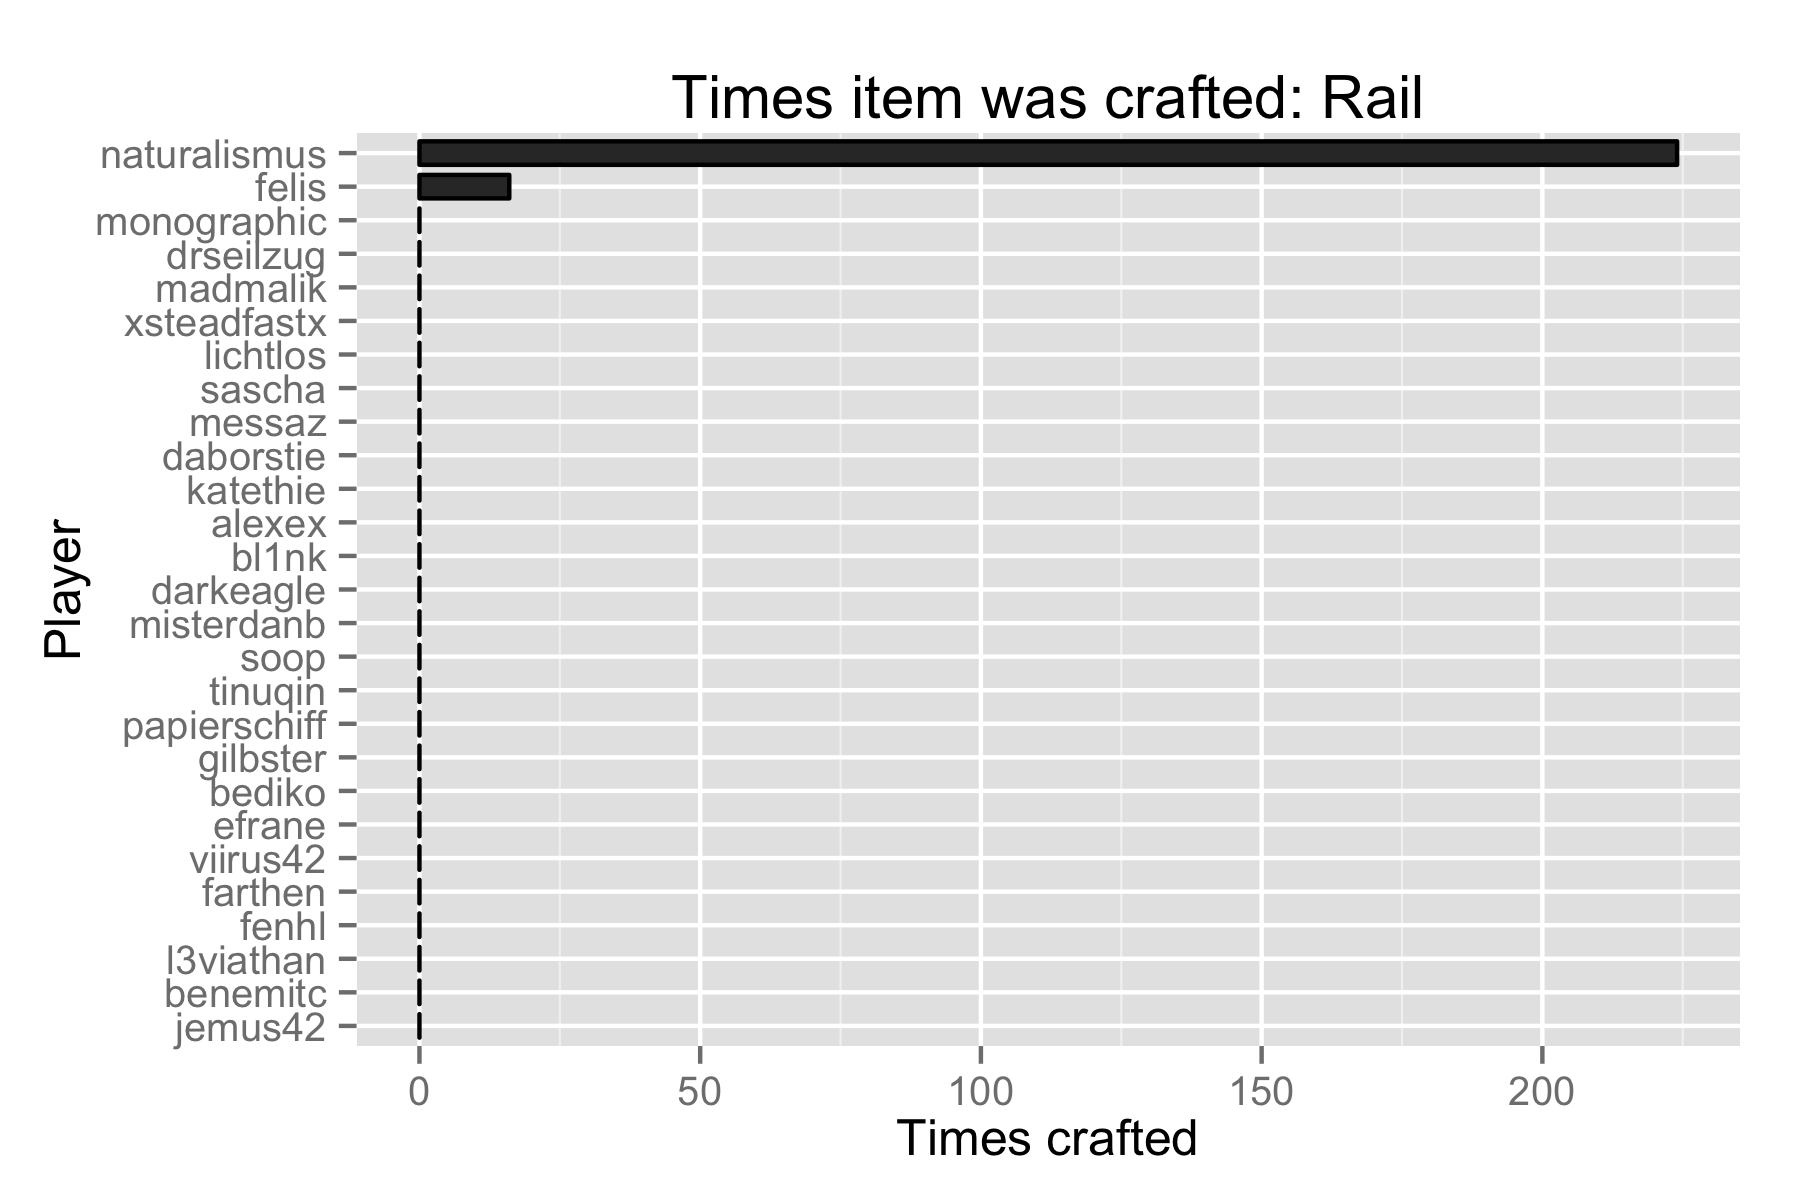 Times item was crafted: Rail
naturalismus
felis
monographic
drseilzug
madmalik
xsteadfastx
lichtlos
sascha
messaz
daborstie
katethie
alexex
bl1nk
darkeagle
misterdanb
soop
tinuqin
papierschiff
gilbster
bediko
efrane
viirus42
farthen
fenhl
l3viathan
benemitc
jemus42
Player
0 50 100 150 200
Times crafted